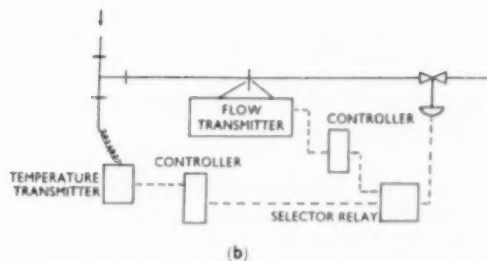 FLOW
TRANSMITTER
CONTROLLER
CONTROLLER
TEMPERATURE
TRANSMITTER
SELECTOR RELAY
(b)